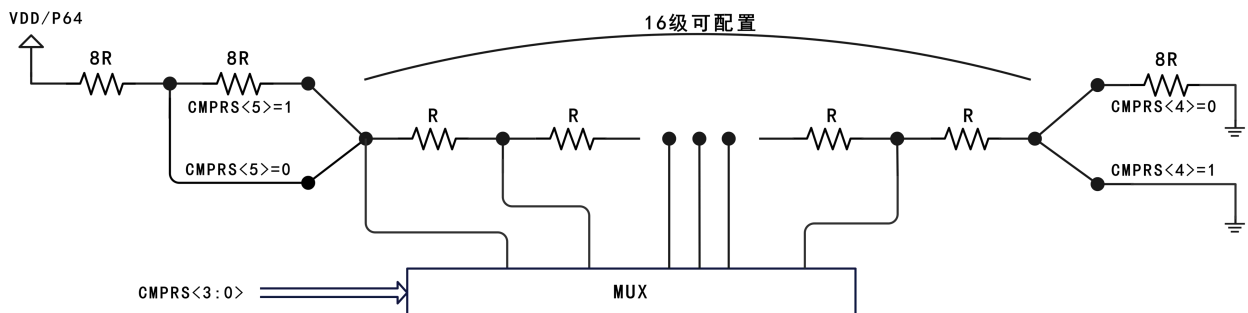 VDD/P64
16级可配置
8R
8R
8R
CMPRS<5>=1
CMPRS<4>=0
R
R
R
R
CMPRS<5>=0
CMPRS<4>=1
CMPRS<3:0>
MUX